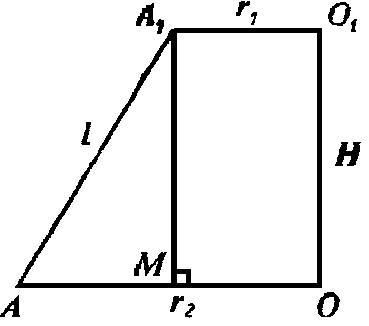 A₁ r₁ O₁
l
H
M
A r₂ O